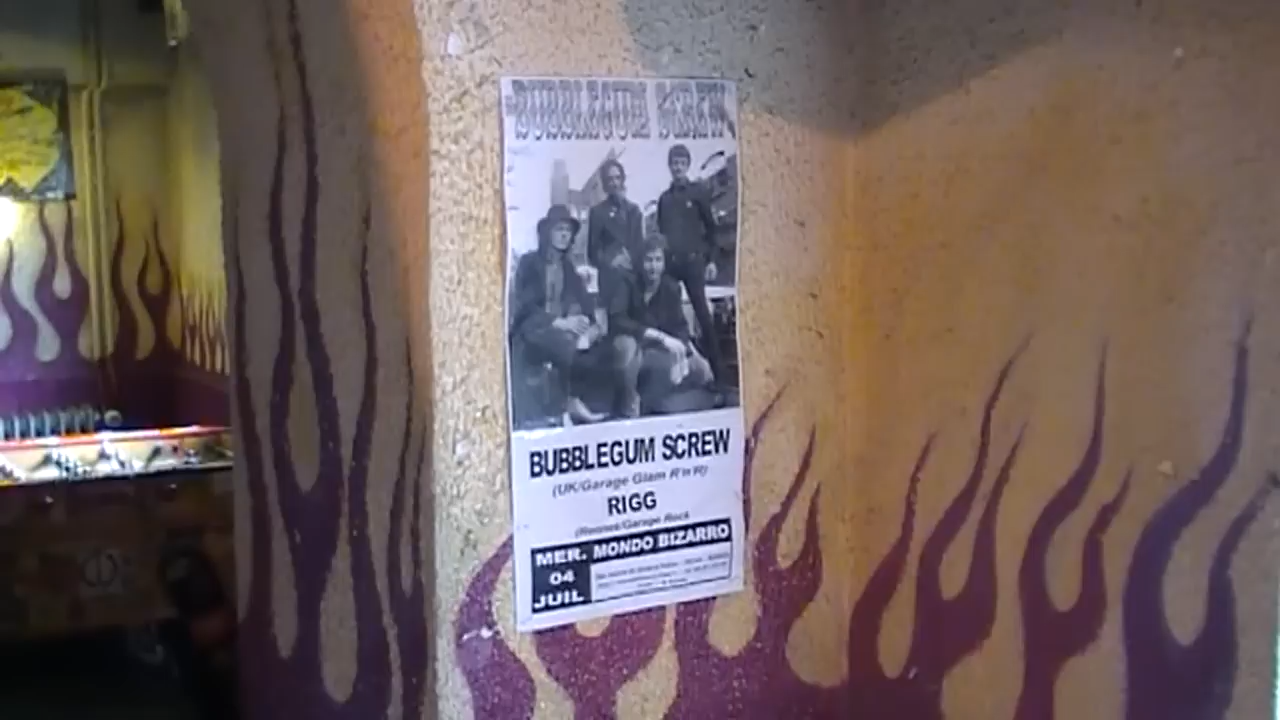 BUBBLEGUM SCREW
BUBBLEGUM SCREW
(UK/Garage Glam R'n'R)
RIGG
(Rennes/Garage Rock
MER. MONDO BIZARRO
04
JUIL